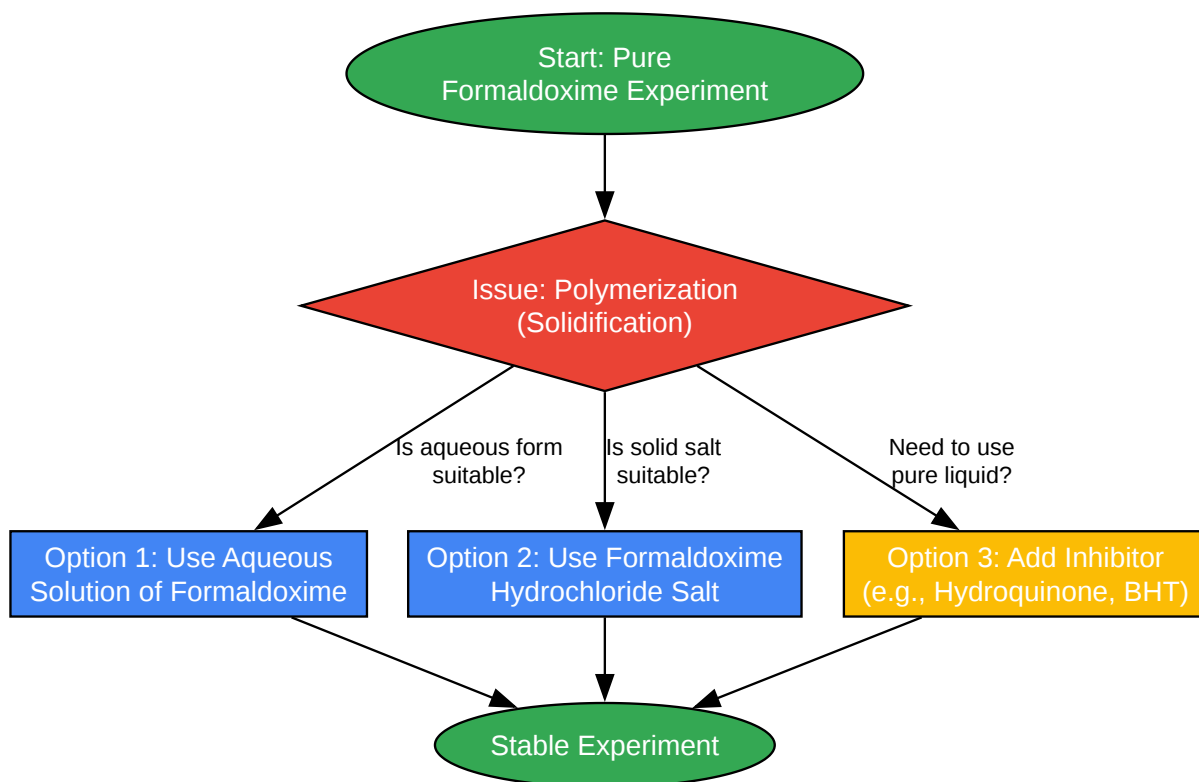 Start: Pure
Formaldoxime Experiment
Issue: Polymerization
(Solidification)
Is aqueous form
suitable?
Is solid salt
suitable?
Need to use
pure liquid?
Option 1: Use Aqueous
Solution of Formaldoxime
Option 2: Use Formaldoxime
Hydrochloride Salt
Option 3: Add Inhibitor
(e.g., Hydroquinone, BHT)
Stable Experiment